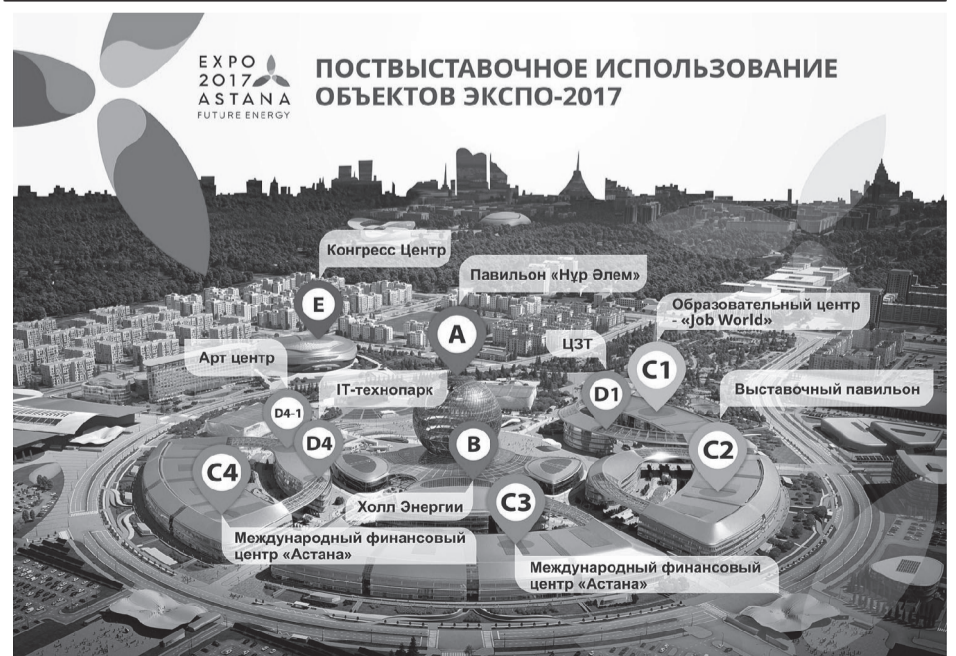 EXPO
2017
ASTANA
FUTURE ENERGY
ПОСТВЫСТАВОЧНОЕ ИСПОЛЬЗОВАНИЕ
ОБЪЕКТОВ ЭКСПО-2017
Конгресс Центр
E
Павильон «Нұр Әлем»
A
Образовательный центр
- «Job World»
C1
ЦЗТ
D1
Арт центр
D4-1
IT-технопарк
D4
Выставочный павильон
C2
B
Холл Энергии
C4
Международный финансовый
центр «Астана»
C3
Международный финансовый
центр «Астана»